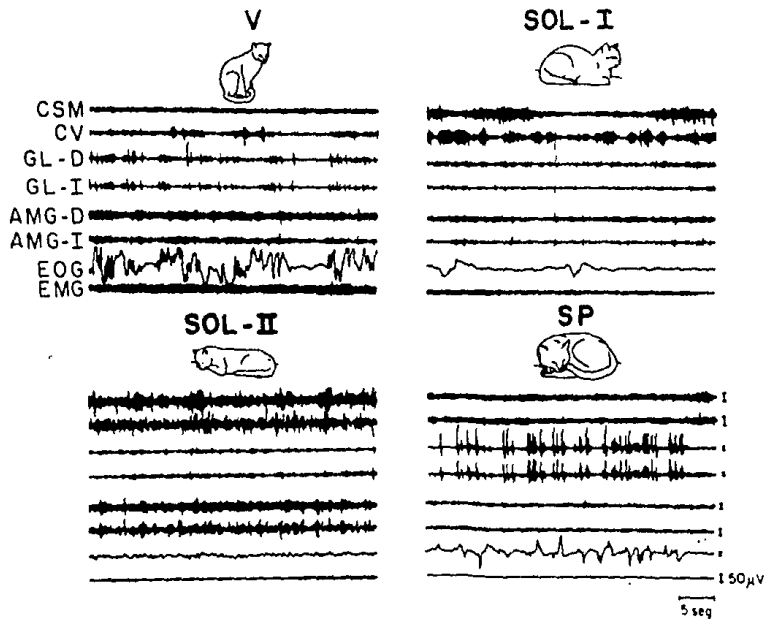 V
SOL-I
CSM
CV
GL-D
GL-I
AMG-D
AMG-I
EOG
EMG
SOL-II
SP
50μV
5 seg